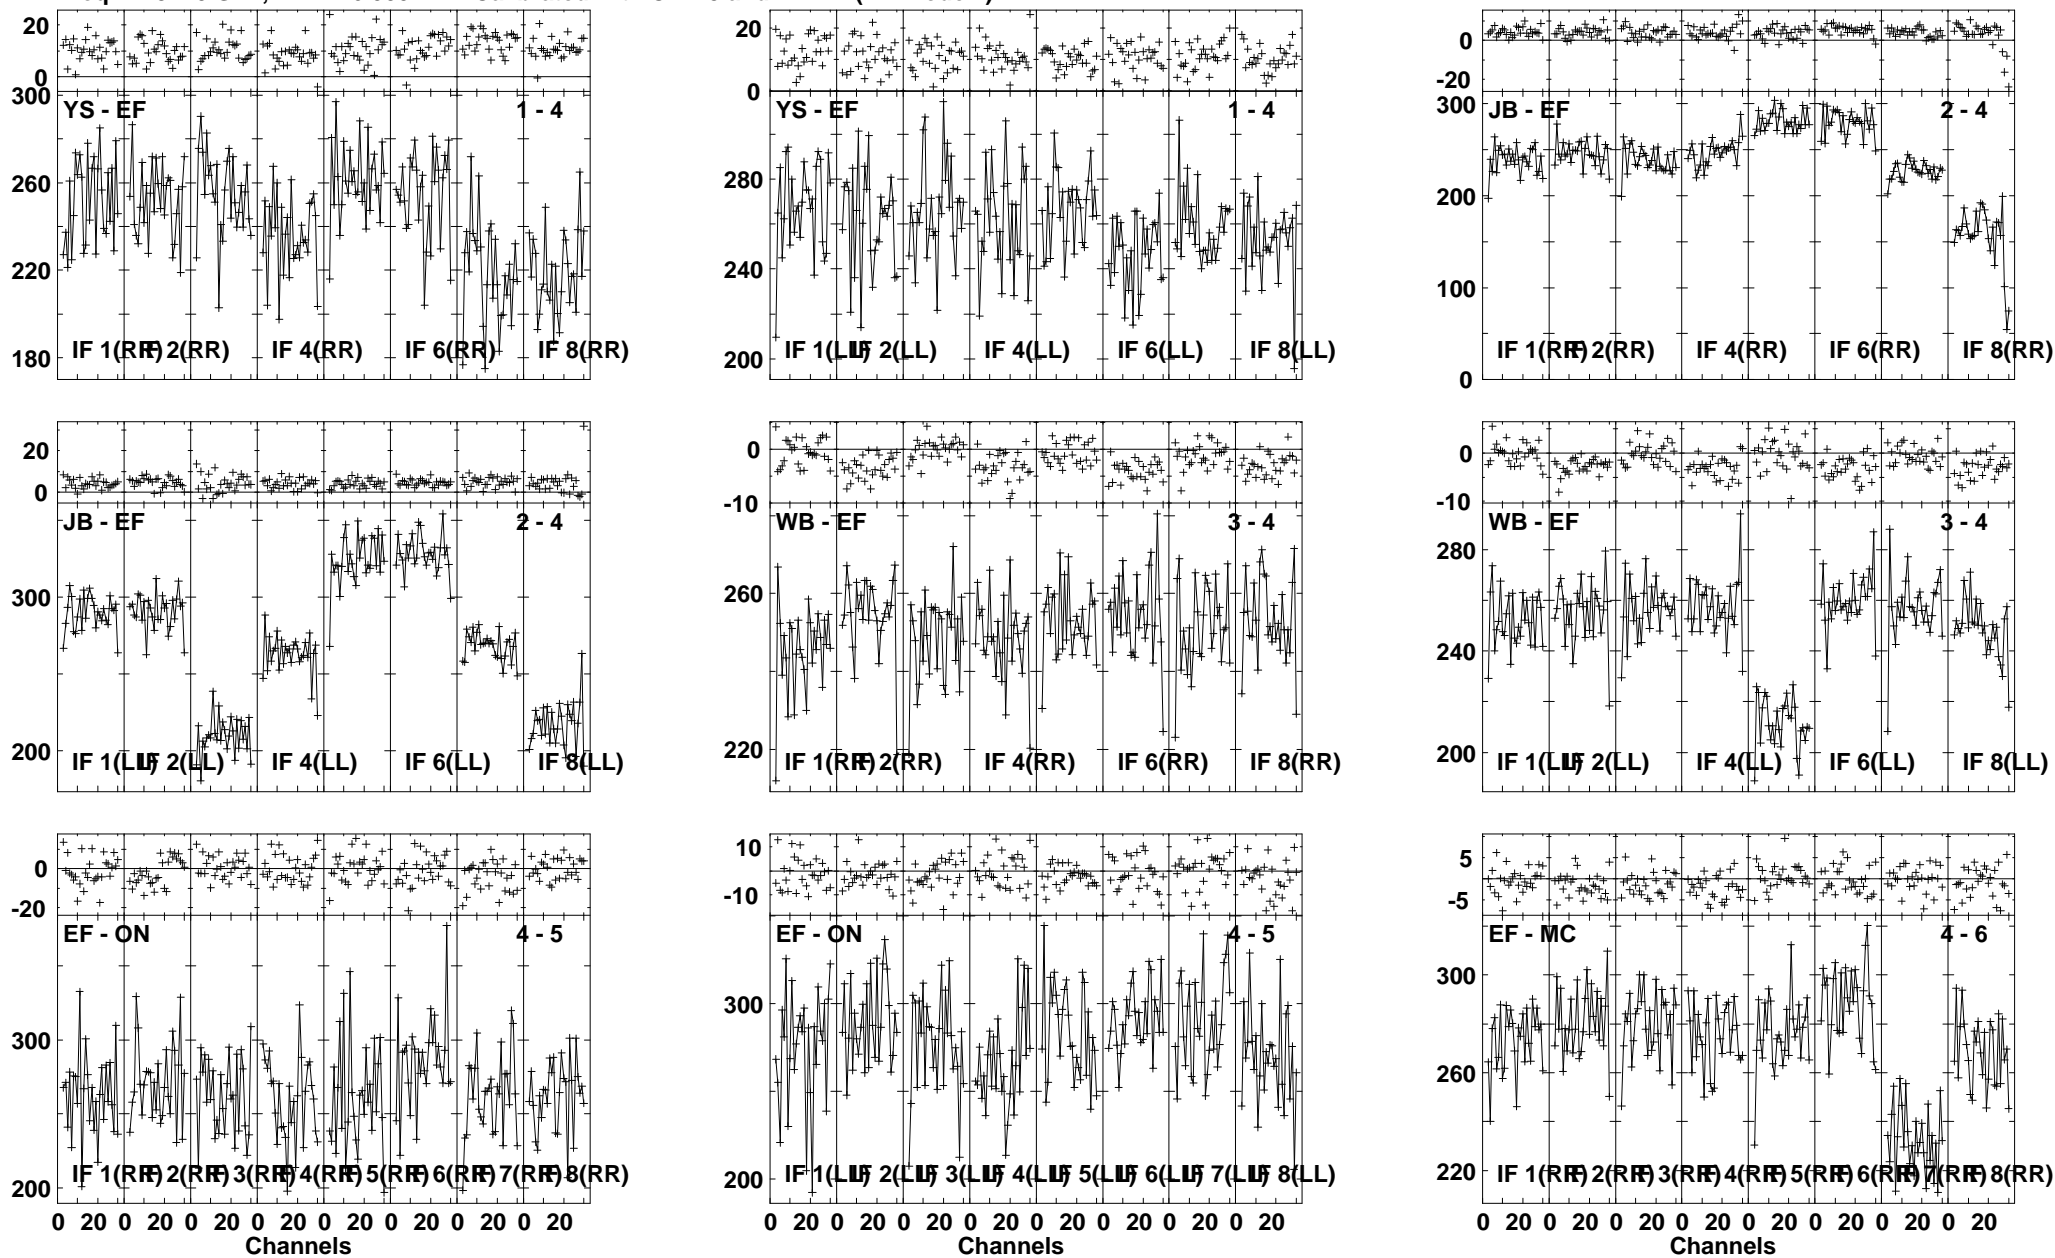 20
0
300
YS - EF 1 - 4
260
220
180
IF 1(RR) IF 2(RR) IF 4(RR) IF 6(RR) IF 8(RR)
20
0
YS - EF 1 - 4
280
240
200
IF 1(LL) IF 2(LL) IF 4(LL) IF 6(LL) IF 8(LL)
0
-20
JB - EF 2 - 4
300
200
100
0
IF 1(RR) IF 2(RR) IF 4(RR) IF 6(RR) IF 8(RR)
20
0
JB - EF 2 - 4
300
200
IF 1(LL) IF 2(LL) IF 4(LL) IF 6(LL) IF 8(LL)
0
-10
WB - EF 3 - 4
260
220
IF 1(RR) IF 2(RR) IF 4(RR) IF 6(RR) IF 8(RR)
0
-10
WB - EF 3 - 4
280
240
200
IF 1(LL) IF 2(LL) IF 4(LL) IF 6(LL) IF 8(LL)
0
-20
EF - ON 4 - 5
300
200
IF 1(RR) IF 2(RR) IF 3(RR) IF 4(RR) IF 5(RR) IF 6(RR) IF 7(RR) IF 8(RR)
0 20 0 20 0 20 0 20 0 20 0 20 0 20 0 20
Channels
10
-10
EF - ON 4 - 5
300
200
IF 1(LL) IF 2(LL) IF 3(LL) IF 4(LL) IF 5(LL) IF 6(LL) IF 7(LL) IF 8(LL)
0 20 0 20 0 20 0 20 0 20 0 20 0 20 0 20
Channels
5
-5
EF - MC 4 - 6
300
260
220
IF 1(RR) IF 2(RR) IF 3(RR) IF 4(RR) IF 5(RR) IF 6(RR) IF 7(RR) IF 8(RR)
0 20 0 20 0 20 0 20 0 20 0 20 0 20 0 20
Channels